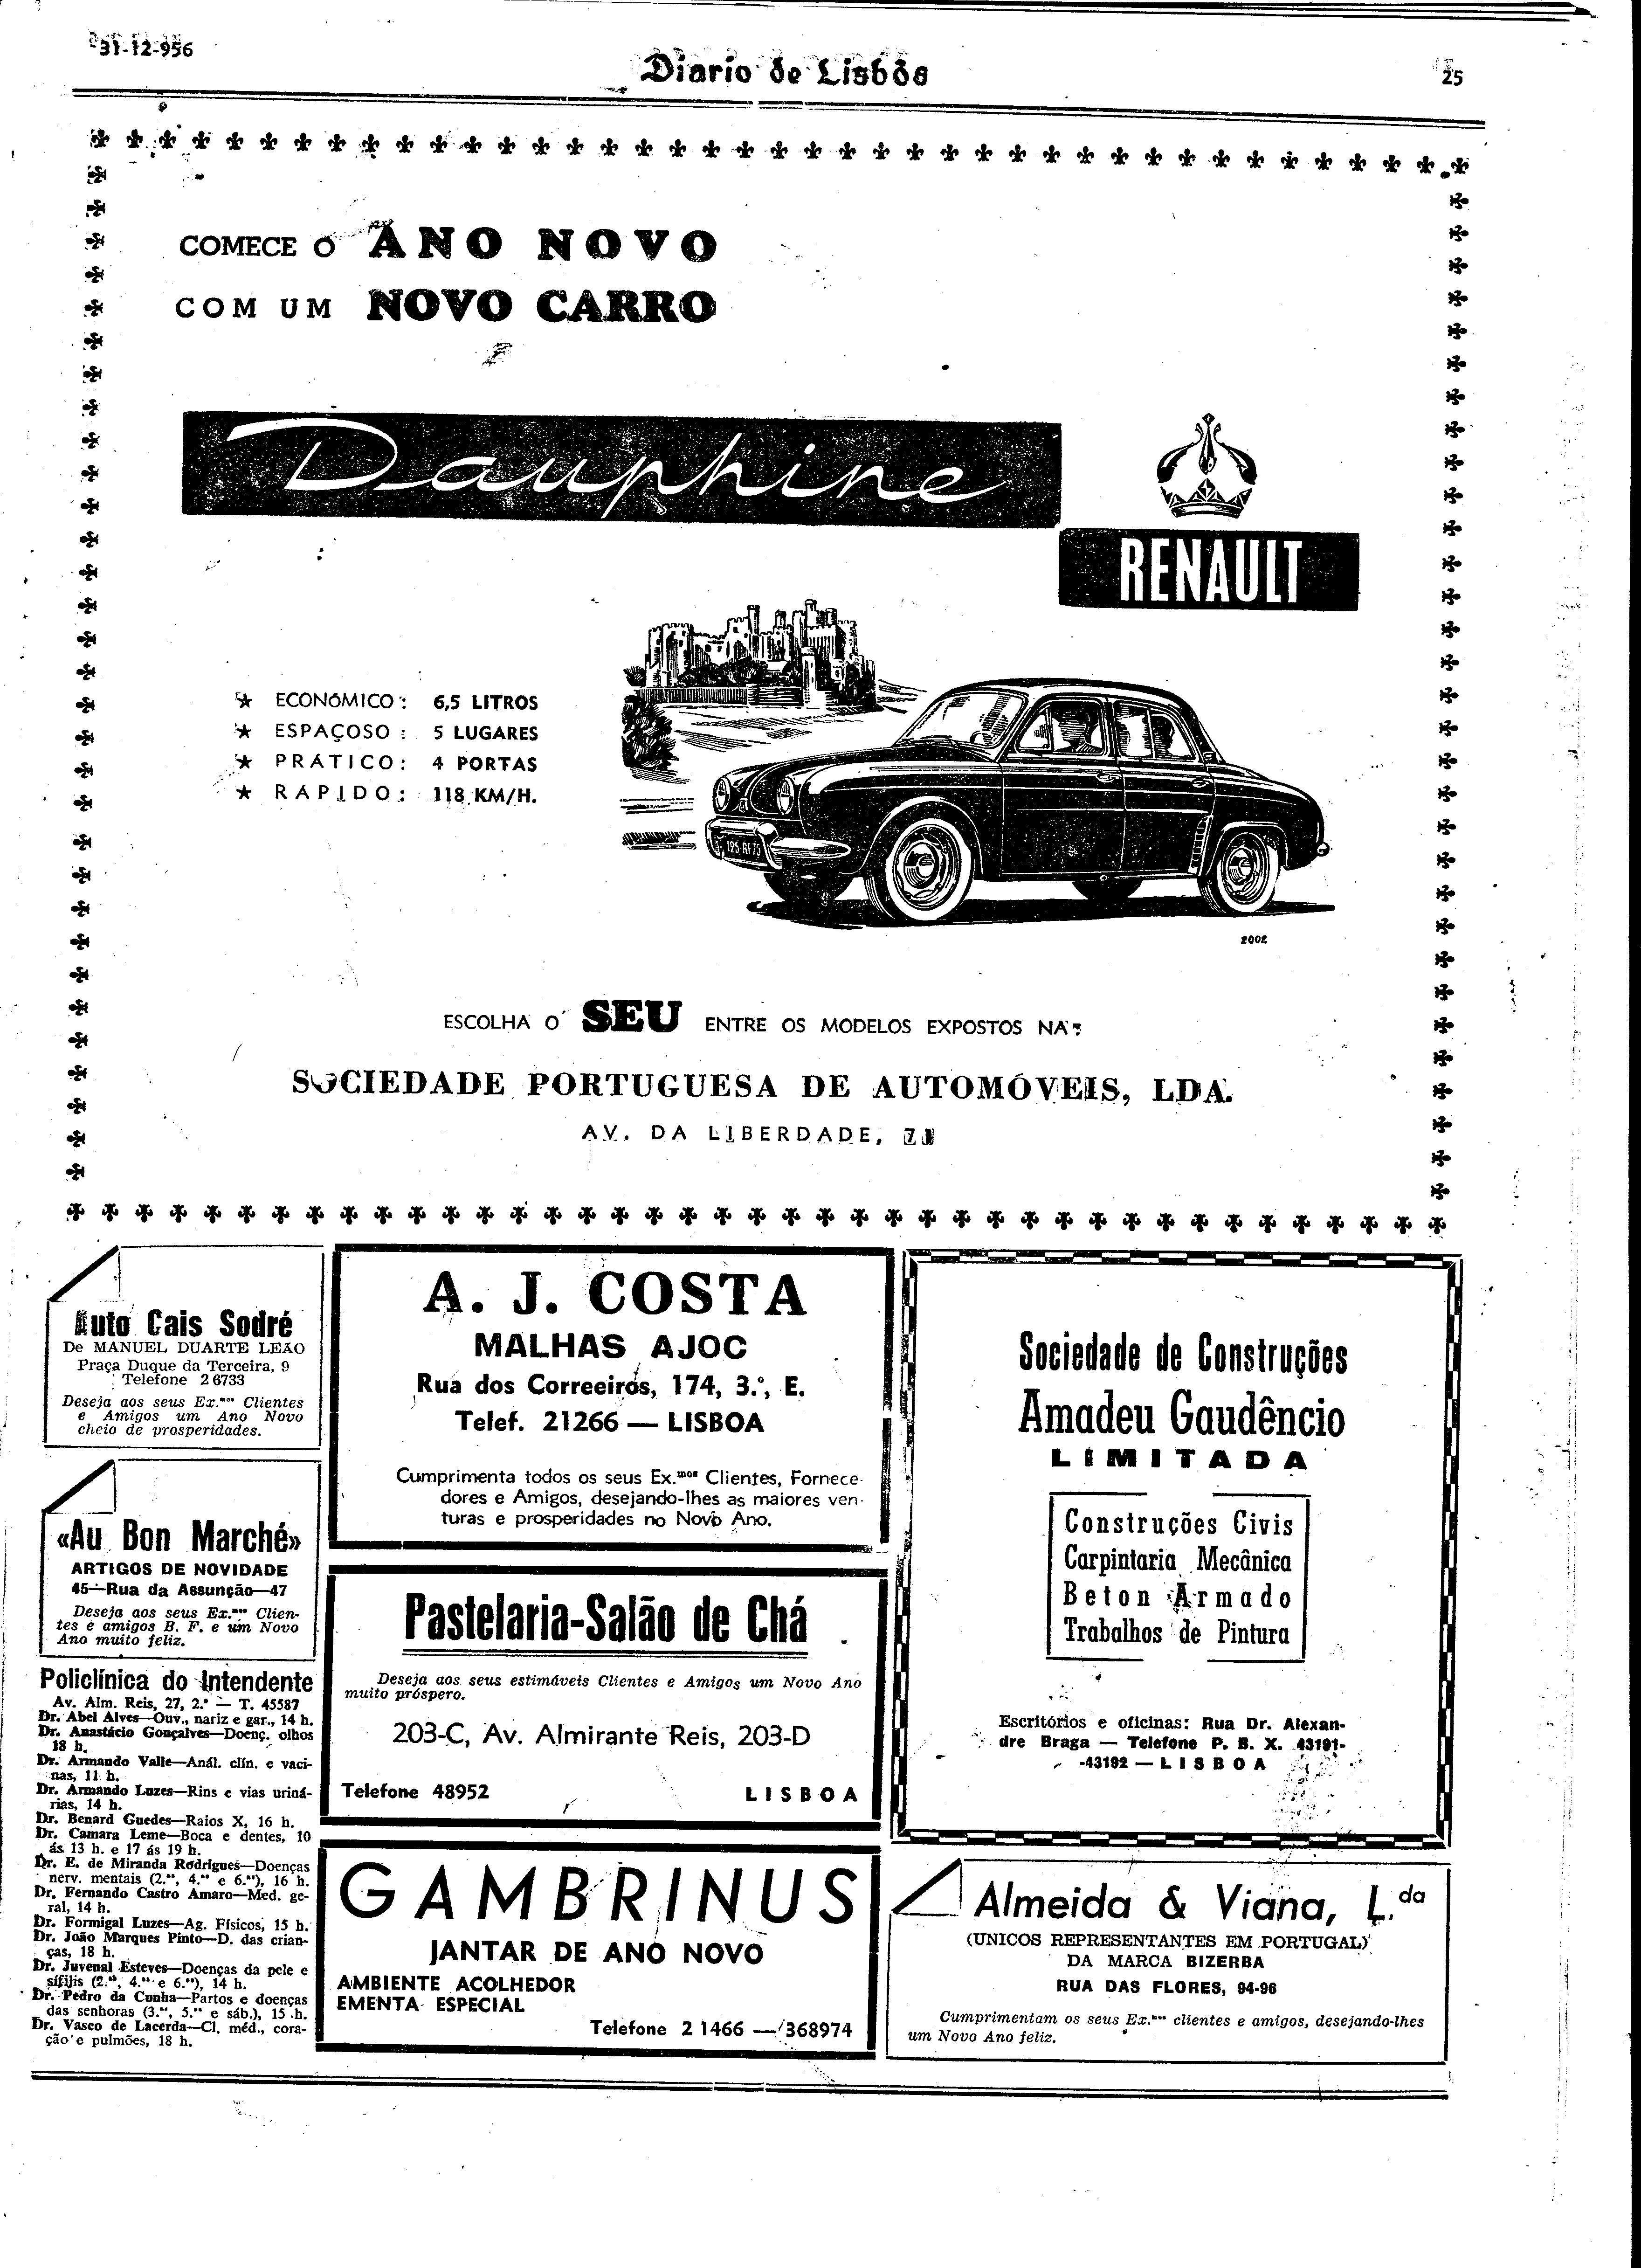 31-12-956
Diario de Lisbôa
25
COMECE O ANO NOVO
COM UM NOVO CARRO
Dauphine
RENAULT
★ ECONÓMICO: 6,5 LITROS
★ ESPAÇOSO: 5 LUGARES
★ PRÁTICO: 4 PORTAS
★ RÁPIDO: 118 KM/H.
195 RI 75
2002
ESCOLHA O SEU ENTRE OS MODELOS EXPOSTOS NA:
SOCIEDADE PORTUGUESA DE AUTOMÓVEIS, LDA.
AV. DA LIBERDADE,
Auto Cais Sodré
De MANUEL DUARTE LEÃO
Praça Duque da Terceira, 9
Telefone 2 6733
Deseja aos seus Ex.mos Clientes
e Amigos um Ano Novo
cheio de prosperidades.
«Au Bon Marché»
ARTIGOS DE NOVIDADE
45—Rua da Assunção—47
Deseja aos seus Ex.mos Clien-
tes e amigos B. F. e um Novo
Ano muito feliz.
Policlínica do Intendente
Av. Alm. Reis, 27, 2.º — T. 45587
Dr. Abel Alves—Ouv., nariz e gar., 14 h.
Dr. Anastácio Gonçalves—Doenç. olhos
18 h.
Dr. Armando Valle—Anál. clín. e vaci-
nas, 11 h.
Dr. Armando Luzes—Rins e vias uriná-
rias, 14 h.
Dr. Benard Guedes—Raios X, 16 h.
Dr. Camara Leme—Boca e dentes, 10
ás 13 h. e 17 ás 19 h.
Dr. E. de Miranda Rodrigues—Doenças
nerv. mentais (2.as, 4.as e 6.as), 16 h.
Dr. Fernando Castro Amaro—Med. ge-
ral, 14 h.
Dr. Formigal Luzes—Ag. Físicos, 15 h.
Dr. João Marques Pinto—D. das crian-
ças, 18 h.
Dr. Juvenal Esteves—Doenças da pele e
sífilis (2.as, 4.as e 6.as), 14 h.
Dr. Pedro da Cunha—Partos e doenças
das senhoras (3.as, 5.as e sáb.), 15 h.
Dr. Vasco de Lacerda—Cl. méd., cora-
ção e pulmões, 18 h.
A. J. COSTA
MALHAS AJOC
Rua dos Correeiros, 174, 3.º, E.
Telef. 21266 — LISBOA
Cumprimenta todos os seus Ex.mos Clientes, Fornece-
dores e Amigos, desejando-lhes as maiores ven-
turas e prosperidades no Novo Ano.
Pastelaria-Salão de Chá
Deseja aos seus estimáveis Clientes e Amigos um Novo Ano
muito próspero.
203-C, Av. Almirante Reis, 203-D
Telefone 48952 LISBOA
GAMBRINUS
JANTAR DE ANO NOVO
AMBIENTE ACOLHEDOR
EMENTA ESPECIAL
Telefone 2 1466 — 368974
Sociedade de Construções
Amadeu Gaudêncio
LIMITADA
Construções Civis
Carpintaria Mecânica
Beton Armado
Trabalhos de Pintura
Escritórios e oficinas: Rua Dr. Alexan-
dre Braga — Telefone P. B. X. 43191-
-43192 — LISBOA
Almeida & Viana, L.da
(UNICOS REPRESENTANTES EM PORTUGAL)
DA MARCA BIZERBA
RUA DAS FLORES, 94-96
Cumprimentam os seus Ex.mos clientes e amigos, desejando-lhes
um Novo Ano feliz.